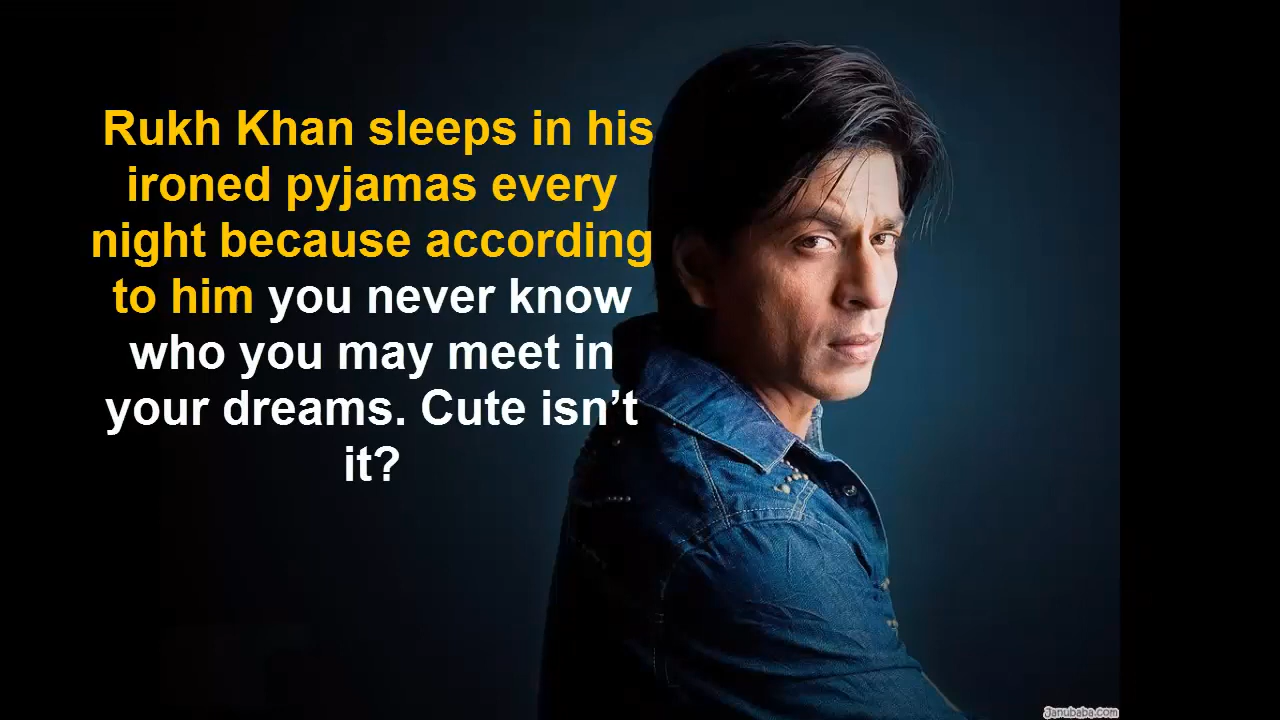 Rukh Khan sleeps in his
ironed pyjamas every
night because according
to him you never know
who you may meet in
your dreams. Cute isn’t
it?
Janubaba.com